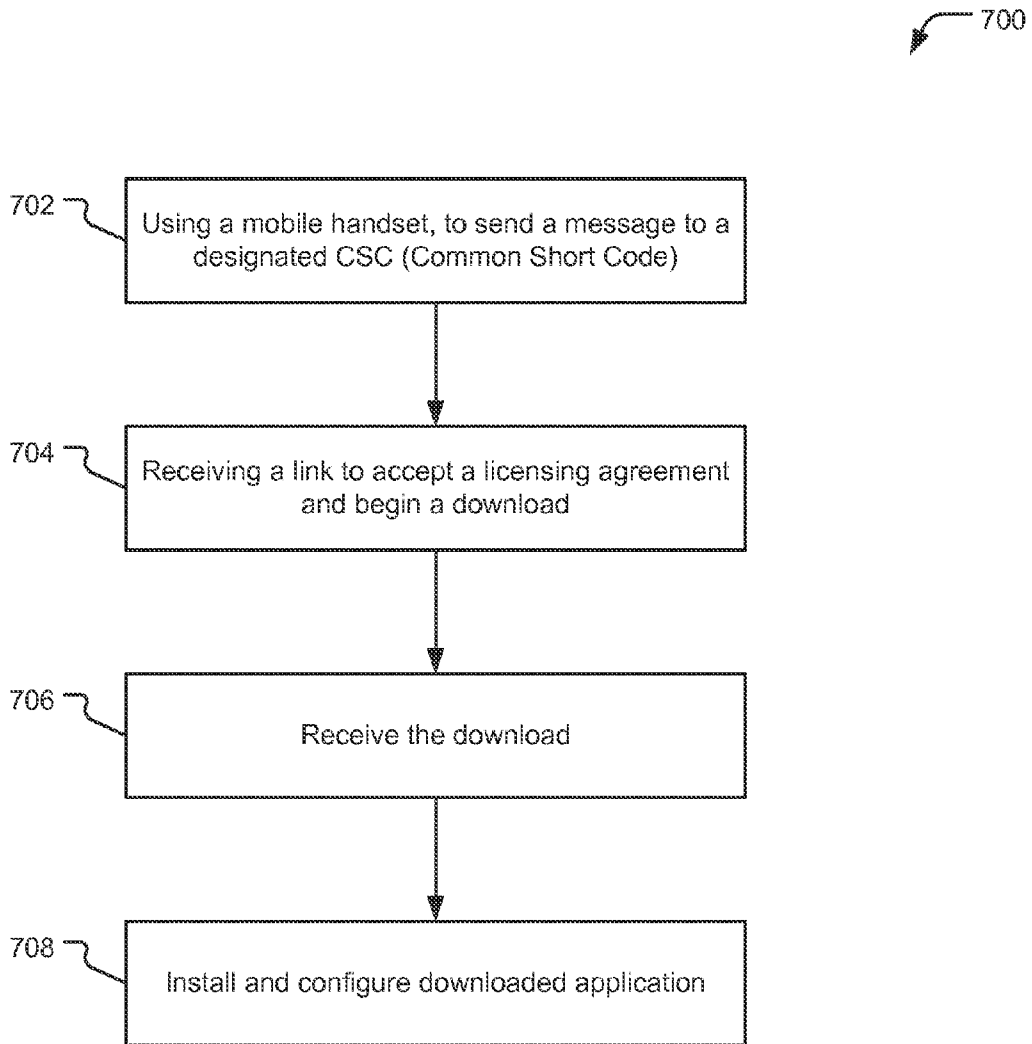 700
702
Using a mobile handset, to send a message to a
designated CSC (Common Short Code)
704
Receiving a link to accept a licensing agreement
and begin a download
706
Receive the download
708
Install and configure downloaded application